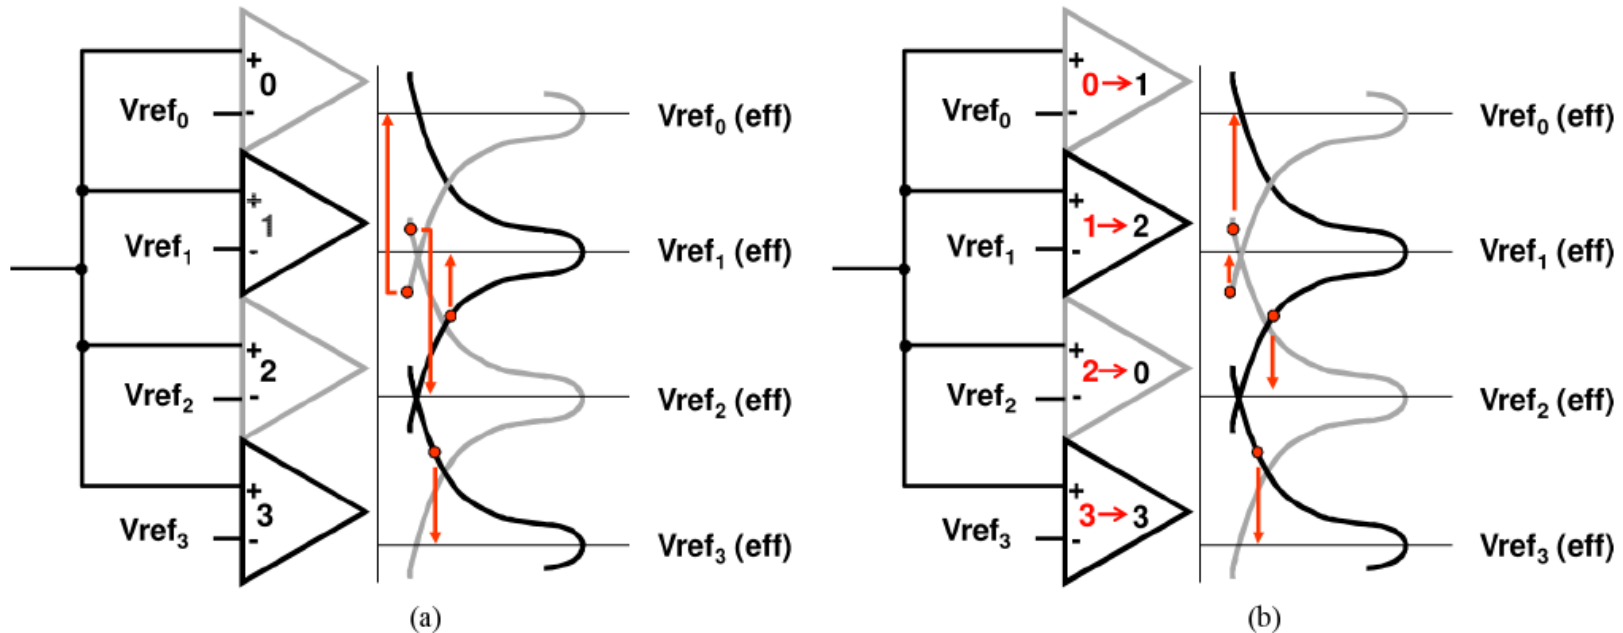 +
0
Vref₀
-
Vref₀ (eff)
+
1
Vref₁
-
Vref₁ (eff)
+
2
Vref₂
-
Vref₂ (eff)
+
3
Vref₃
-
Vref₃ (eff)
(a)
+
0→1
Vref₀
-
Vref₀ (eff)
+
1→2
Vref₁
-
Vref₁ (eff)
+
2→0
Vref₂
-
Vref₂ (eff)
+
3→3
Vref₃
-
Vref₃ (eff)
(b)